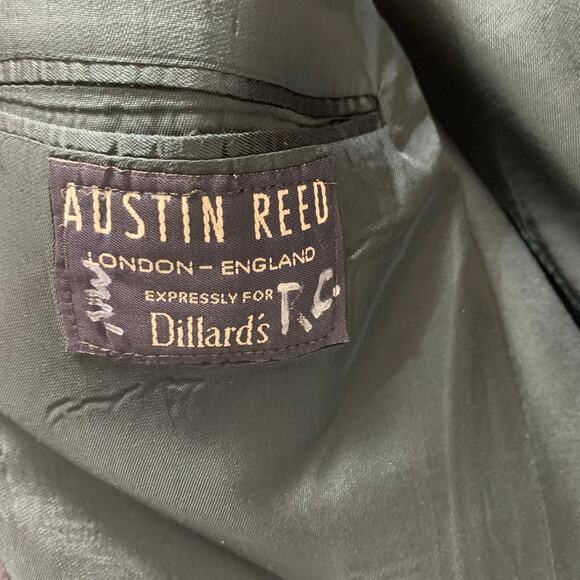 AUSTIN REED
LONDON – ENGLAND
EXPRESSLY FOR
Dillard's
T.C.